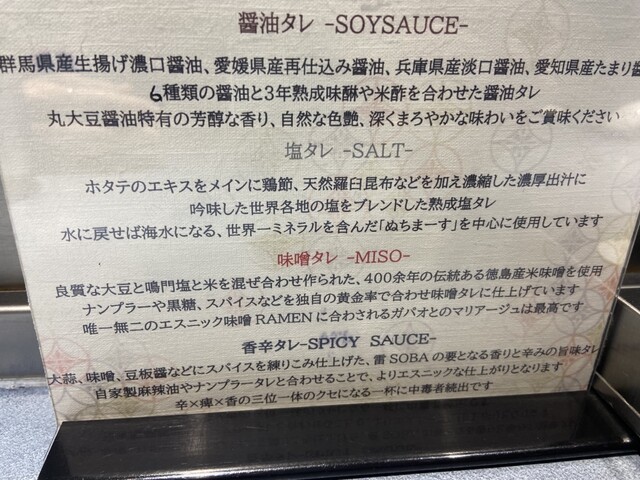 醤油タレ -SOYSAUCE-
群馬県産生揚げ濃口醤油、愛媛県産再仕込み醤油、兵庫県産淡口醤油、愛知県産たまり醤
6種類の醤油と3年熟成味醂や米酢を合わせた醤油タレ
丸大豆醤油特有の芳醇な香り、自然な色艶、深くまろやかな味わいをご賞味ください
塩タレ -SALT-
ホタテのエキスをメインに鶏節、天然羅臼昆布などを加え濃縮した濃厚出汁に
吟味した世界各地の塩をブレンドした熟成塩タレ
水に戻せば海水になる、世界一ミネラルを含んだ「ぬちまーす」を中心に使用しています
味噌タレ -MISO-
良質な大豆と鳴門塩と米を混ぜ合わせ作られた、400余年の伝統ある徳島産米味噌を使用
ナンプラーや黒糖、スパイスなどを独自の黄金率で合わせ味噌タレに仕上げています
唯一無二のエスニック味噌RAMENに合わされるガパオとのマリアージュは最高です
香辛タレ-SPICY SAUCE-
大蒜、味噌、豆板醤などにスパイスを練りこみ仕上げた、雷SOBAの要となる香りと辛みの旨味タレ
自家製麻辣油やナンプラータレと合わせることで、よりエスニックな仕上がりとなります
辛×痺×香の三位一体のクセになる一杯に中毒者続出です